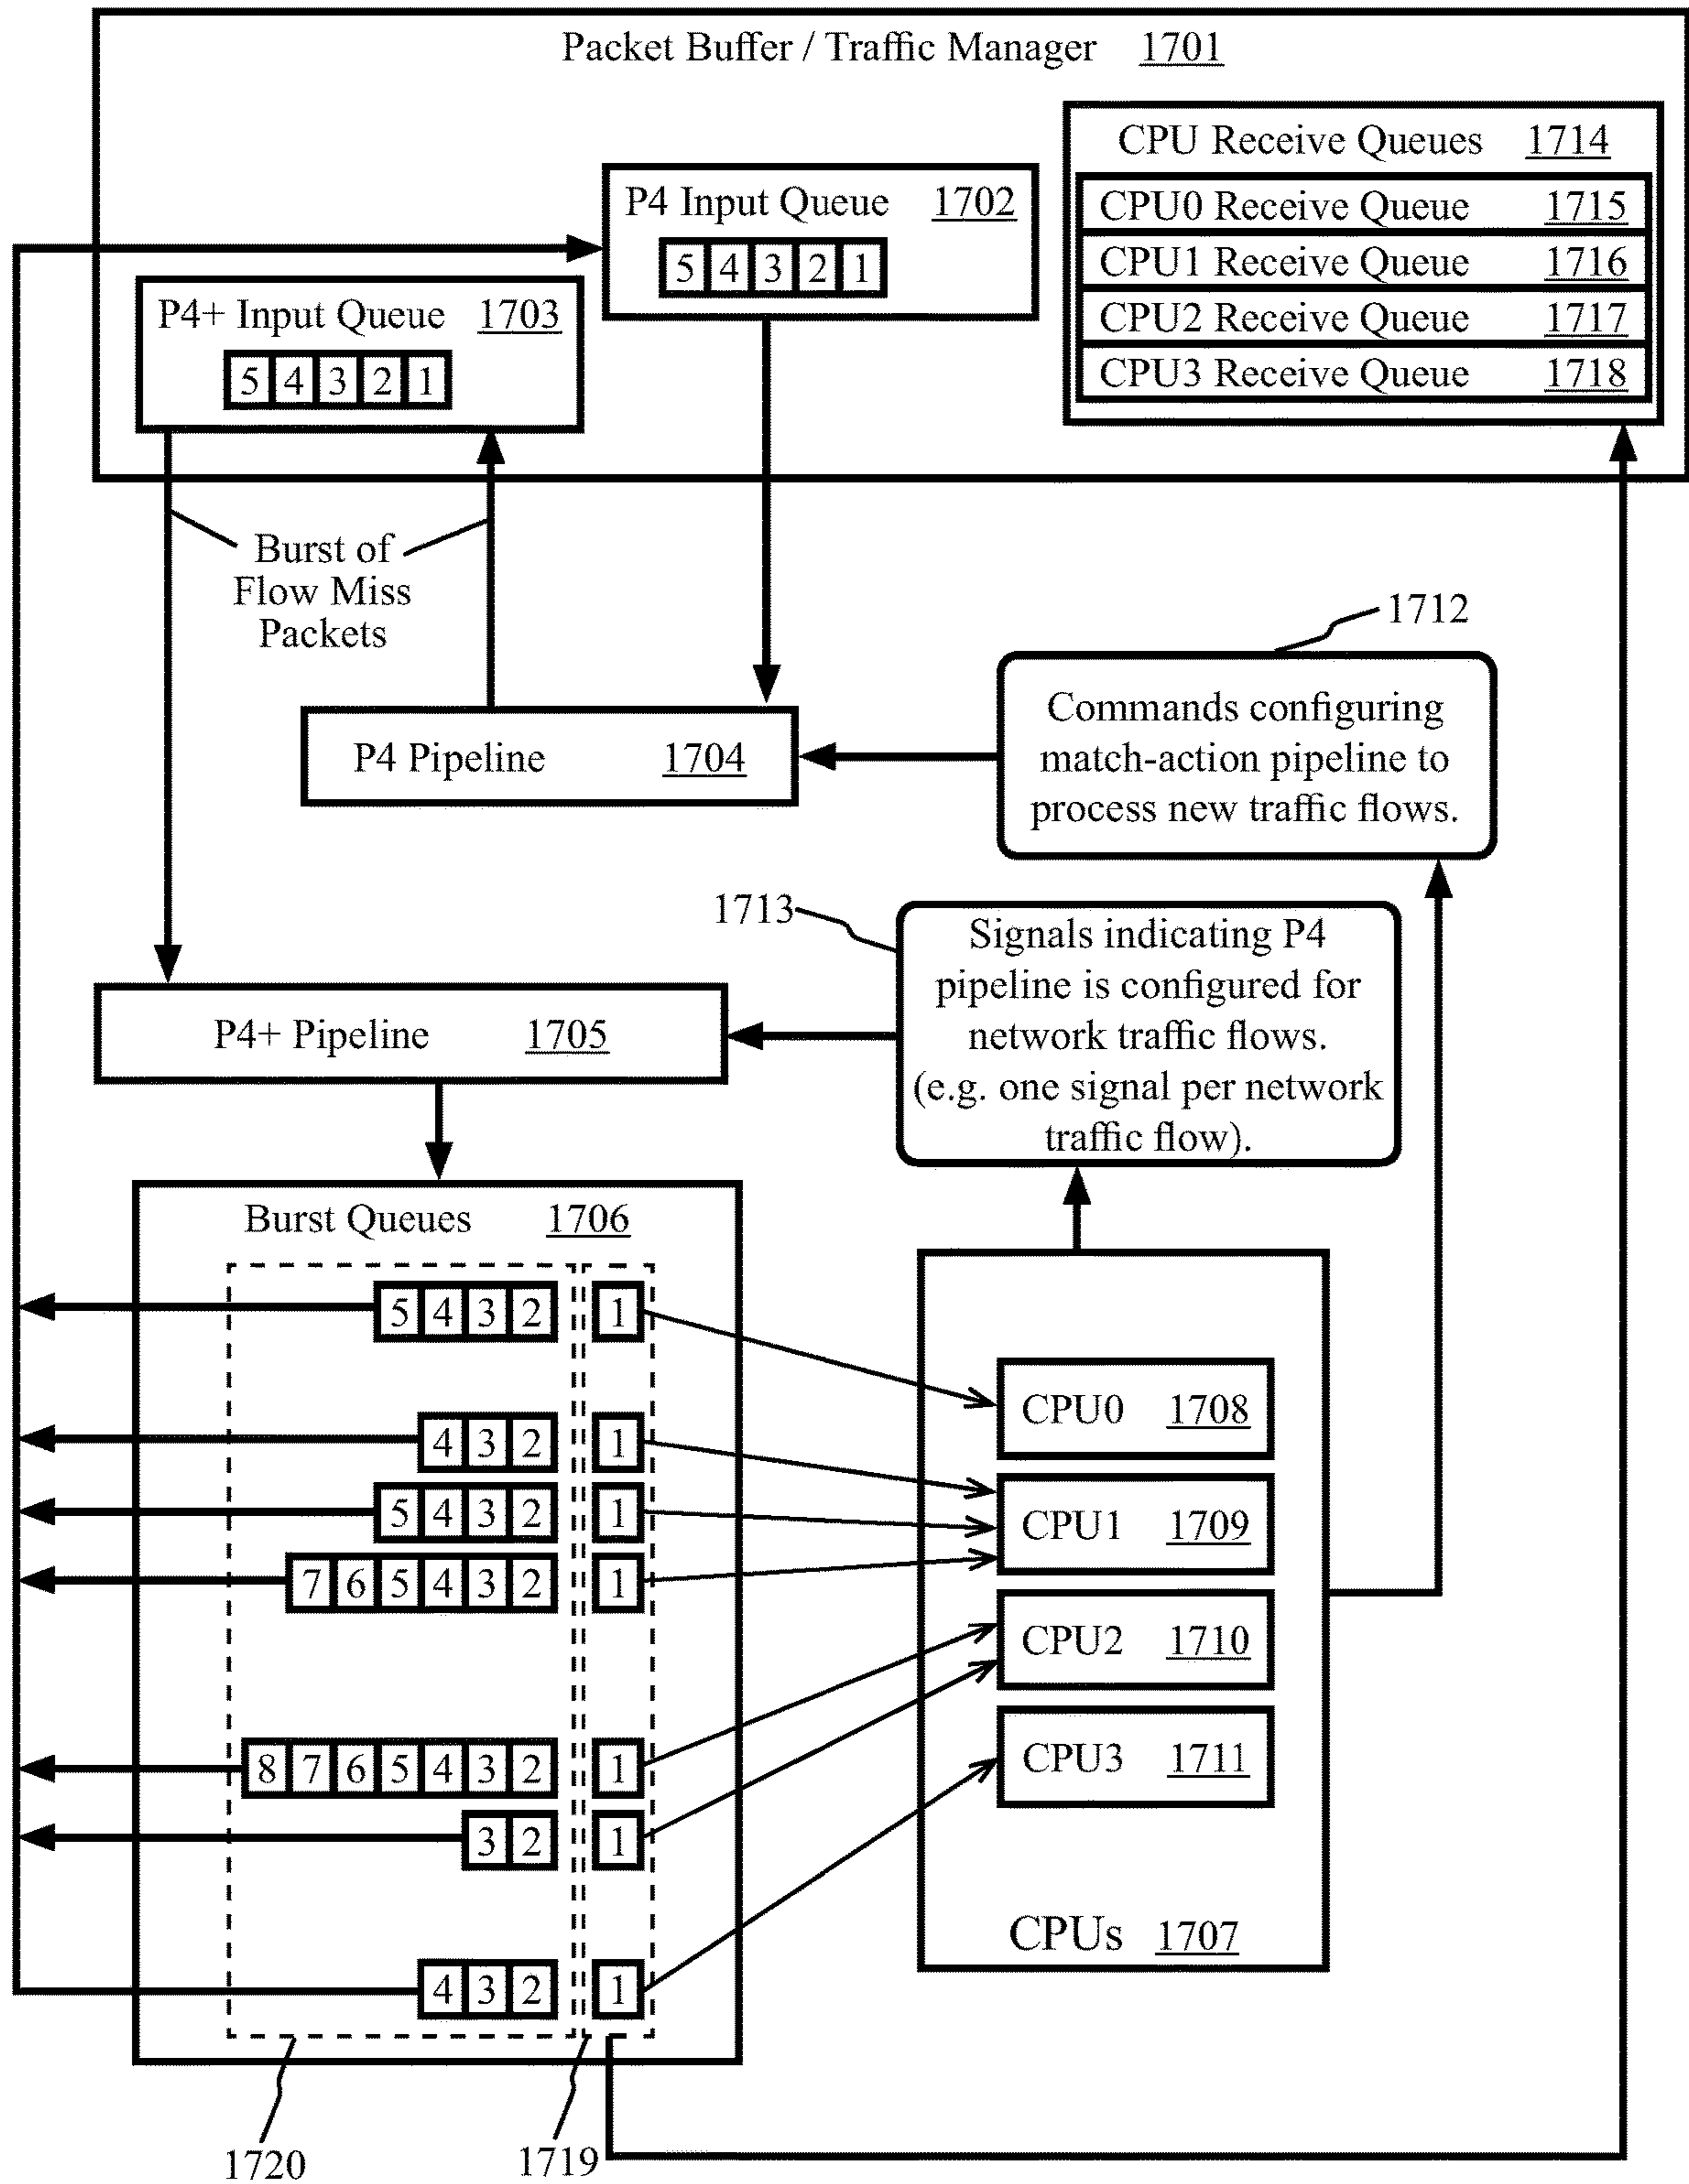 Packet Buffer / Traffic Manager 1701
CPU Receive Queues 1714
CPU0 Receive Queue 1715
CPU1 Receive Queue 1716
CPU2 Receive Queue 1717
CPU3 Receive Queue 1718
P4 Input Queue 1702
5 4 3 2 1
P4+ Input Queue 1703
5 4 3 2 1
Burst of
Flow Miss
Packets
1712
Commands configuring
match-action pipeline to
process new traffic flows.
P4 Pipeline 1704
1713
Signals indicating P4
pipeline is configured for
network traffic flows.
(e.g. one signal per network
traffic flow).
P4+ Pipeline 1705
Burst Queues 1706
5 4 3 2 1
4 3 2 1
5 4 3 2 1
7 6 5 4 3 2 1
8 7 6 5 4 3 2 1
3 2 1
4 3 2 1
CPU0 1708
CPU1 1709
CPU2 1710
CPU3 1711
CPUs 1707
1720
1719